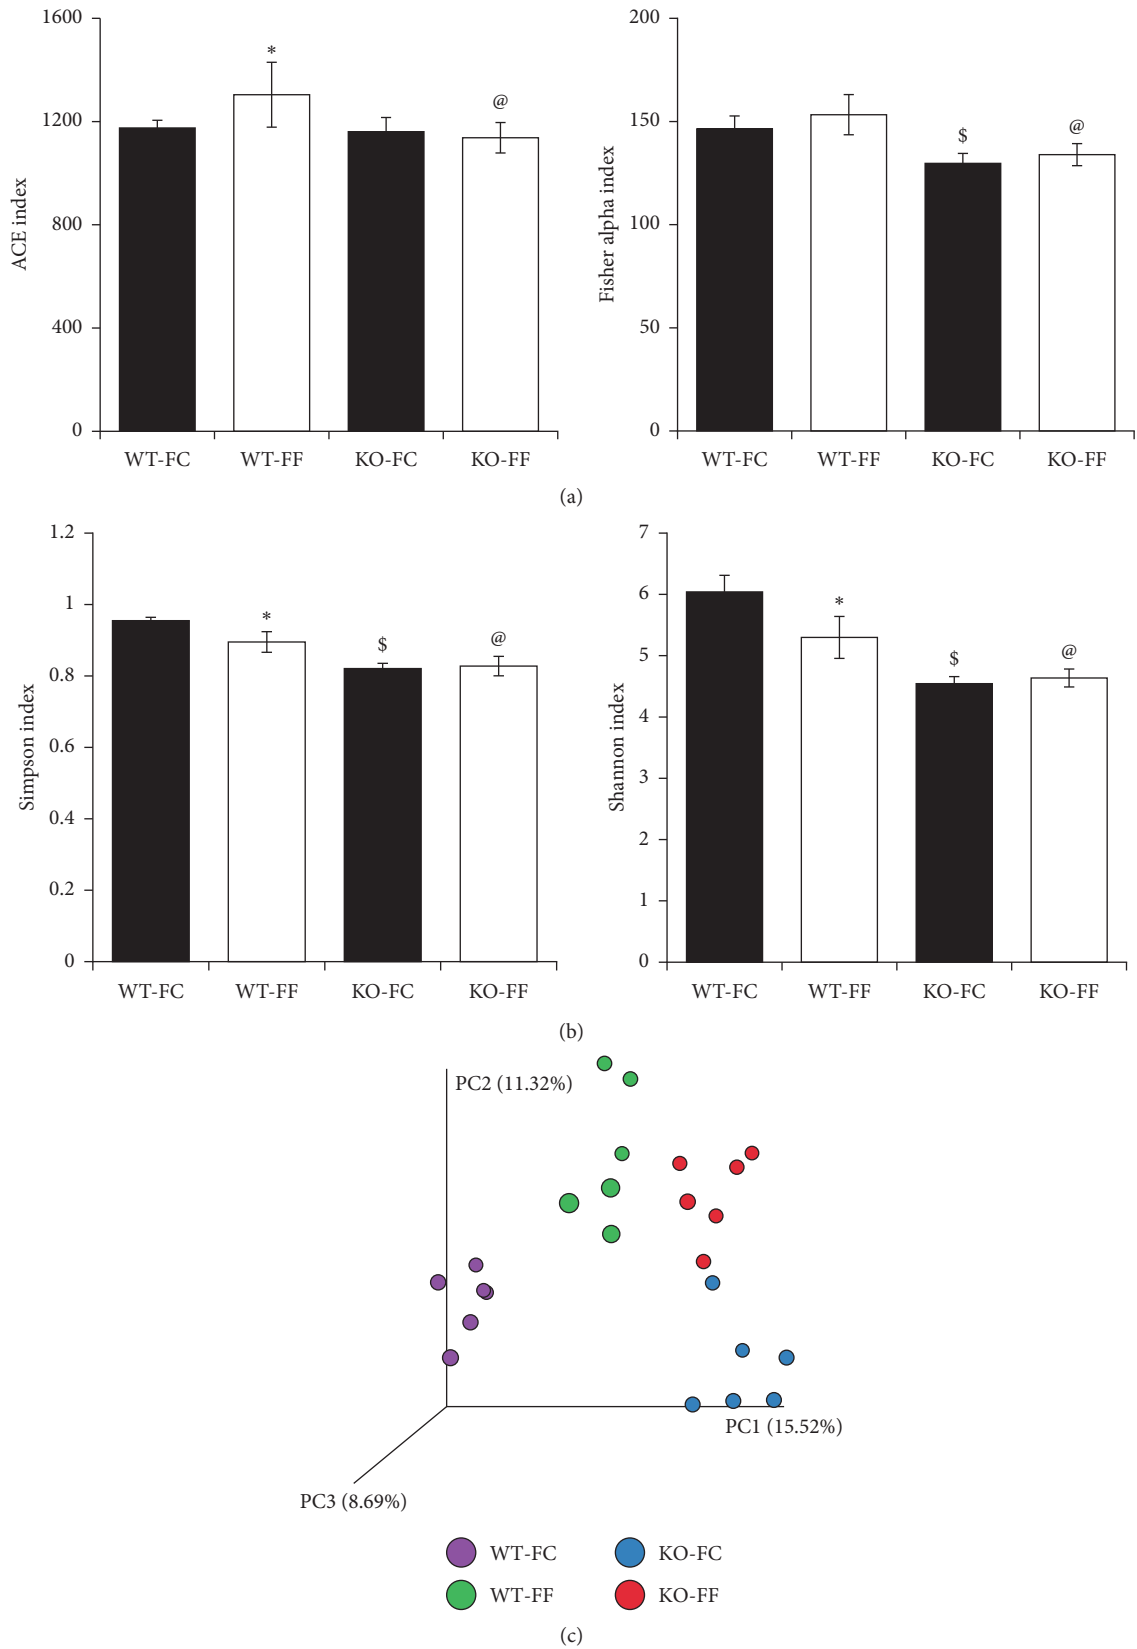 ACE index
1600
1200
800
400
0
*
@
WT-FC WT-FF KO-FC KO-FF
Fisher alpha index
200
150
100
50
0
$
@
WT-FC WT-FF KO-FC KO-FF
(a)
Simpson index
1.2
1
0.8
0.6
0.4
0.2
0
*
$
@
WT-FC WT-FF KO-FC KO-FF
Shannon index
7
6
5
4
3
2
1
0
*
$
@
WT-FC WT-FF KO-FC KO-FF
(b)
PC2 (11.32%)
PC1 (15.52%)
PC3 (8.69%)
WT-FC KO-FC
WT-FF KO-FF
(c)